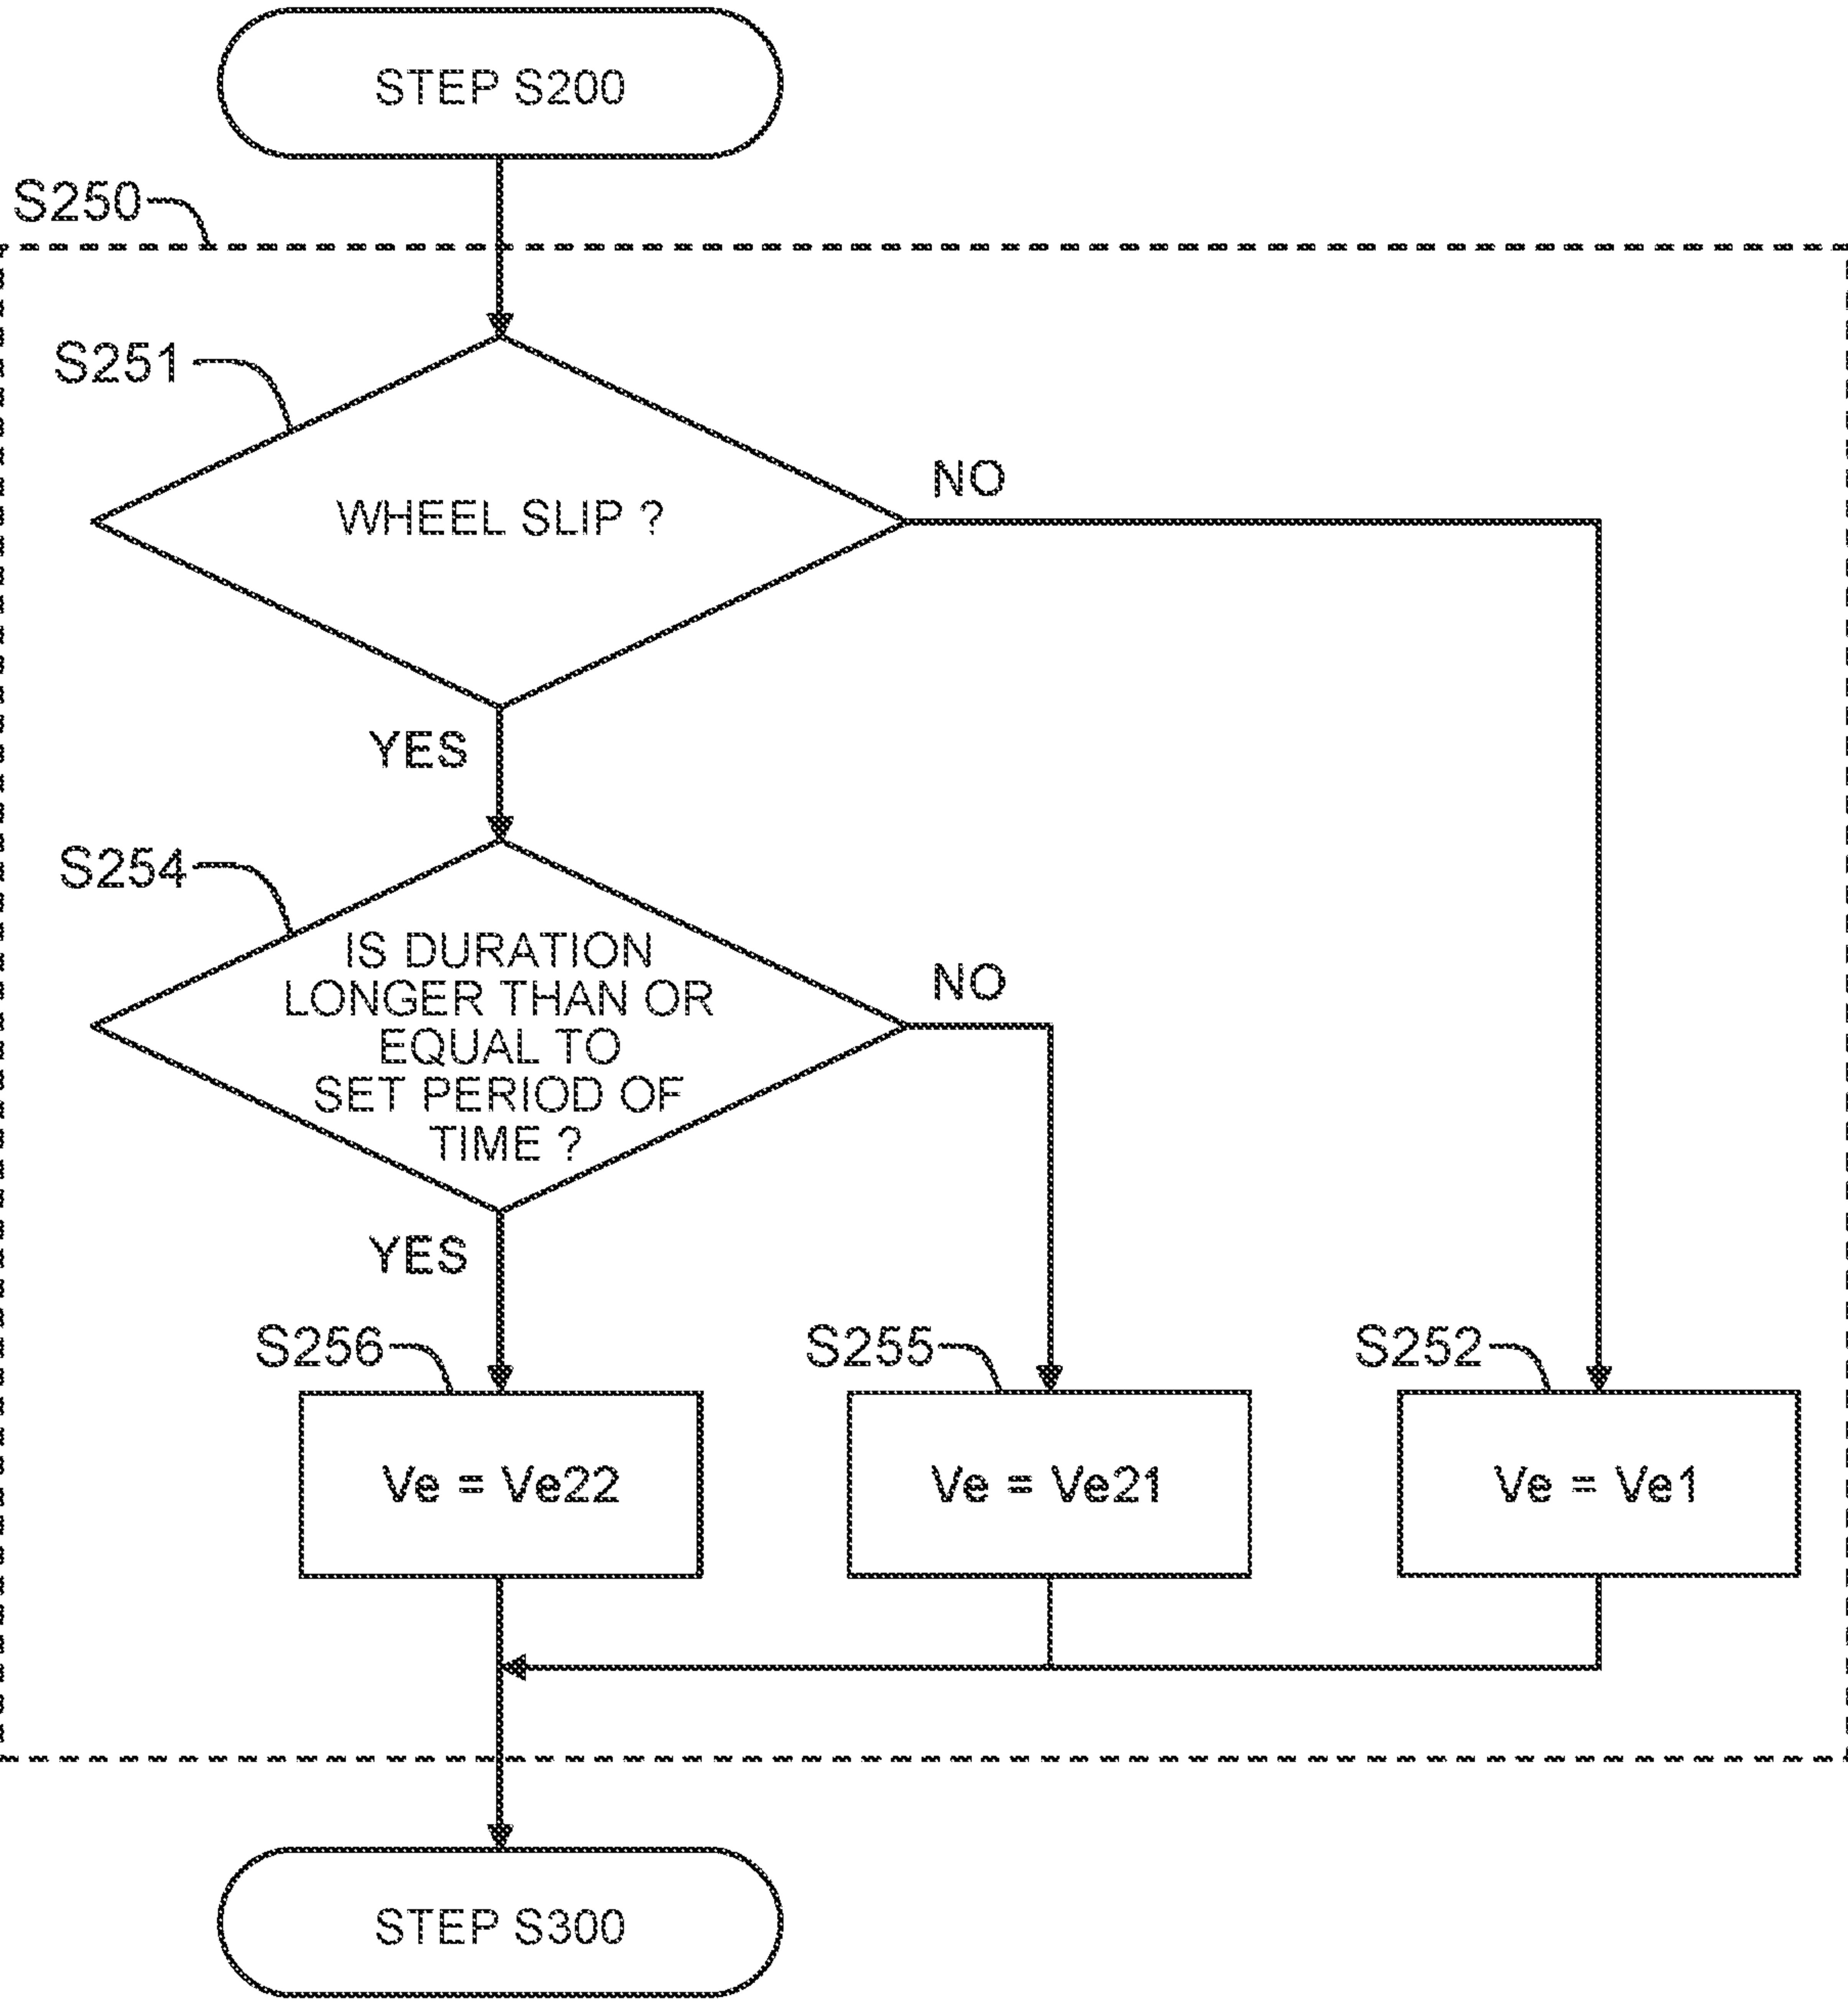 STEP S200
S250
S251
WHEEL SLIP ?
NO
YES
S254
IS DURATION
LONGER THAN OR
EQUAL TO
SET PERIOD OF
TIME ?
NO
YES
S256
S255
S252
Ve = Ve22
Ve = Ve21
Ve = Ve1
STEP S300